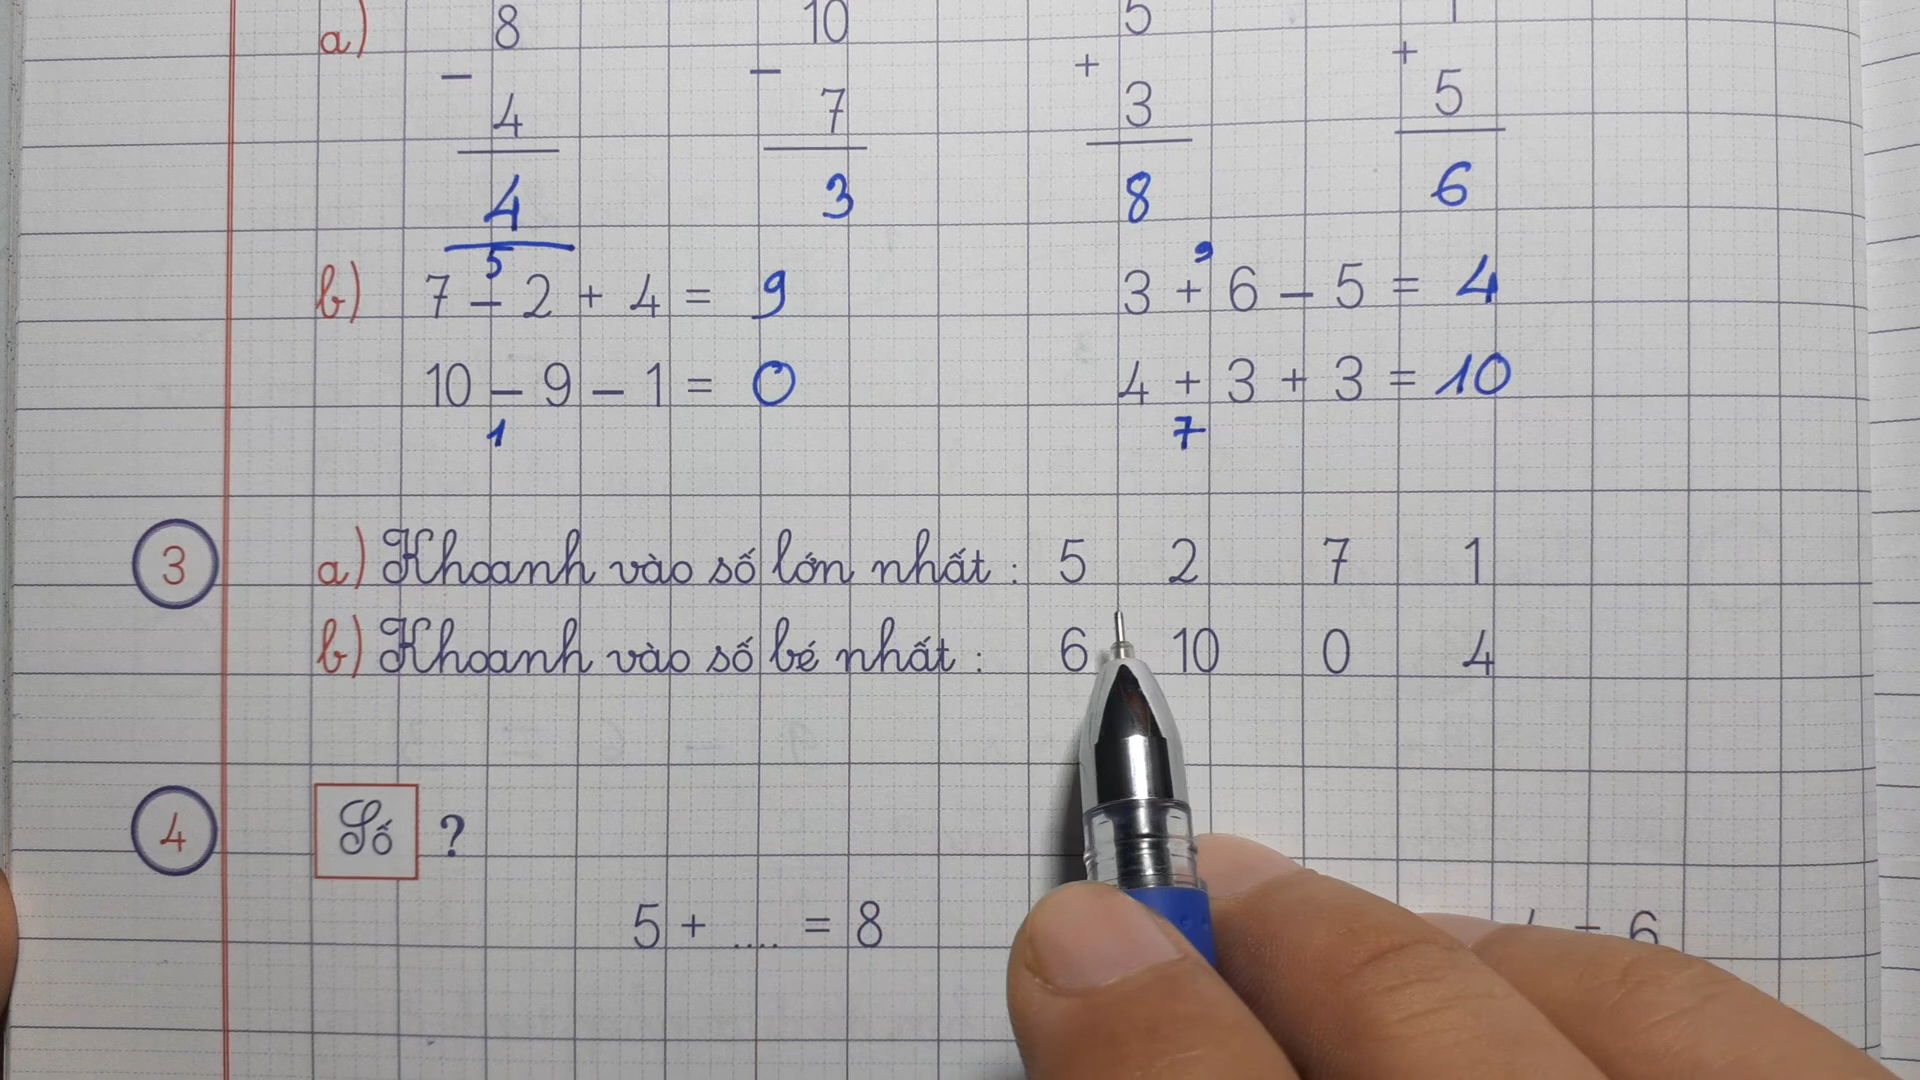 a) 8 10 5
− − + +
4 7 3 5
4 3 8 6
5 9
b) 7 − 2 + 4 = 9 3 + 6 − 5 = 4
10 − 9 − 1 = 0 4 + 3 + 3 = 10
1 7
3 a) Khoanh vào số lớn nhất : 5 2 7 1
b) Khoanh vào số bé nhất : 6 10 0 4
4 Số ?
5 + .... = 8 = 6